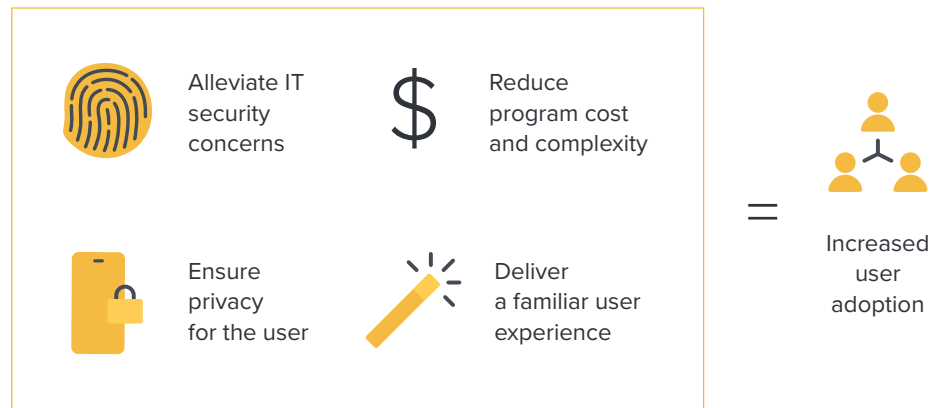 Alleviate IT
security
concerns
$
Reduce
program cost
and complexity
Ensure
privacy
for the user
Deliver
a familiar user
experience
=
Increased
user
adoption